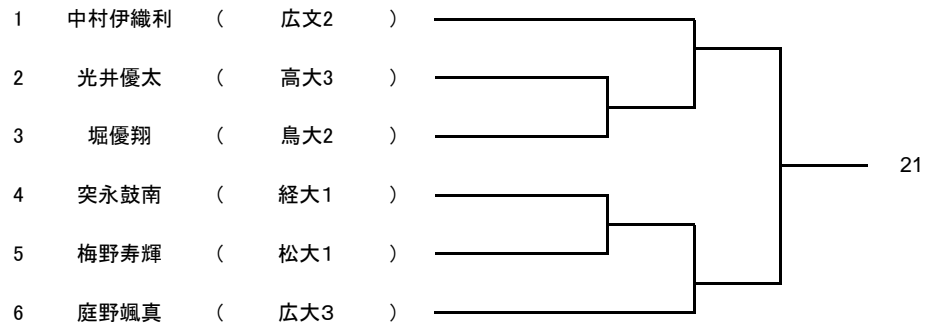 1 中村伊織利 ( 広文2 )
2 光井優太 ( 高大3 )
3 堀優翔 ( 鳥大2 )
21
4 突永鼓南 ( 経大1 )
5 梅野寿輝 ( 松大1 )
6 庭野颯真 ( 広大３ )